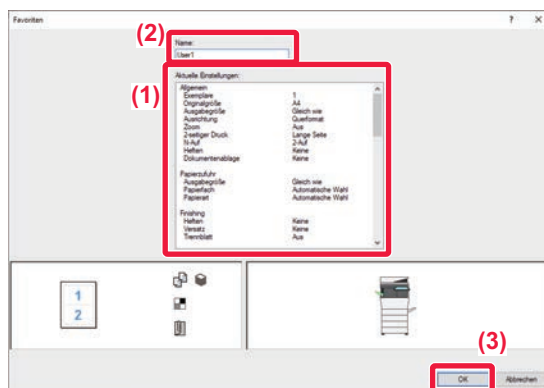 Favoriten ? X
(2)
Name:
User1
(1)
Aktuelle Einstellungen:
Allgemein
Exemplare 1
Originalgröße A4
Ausgabegröße Gleich wie
Ausrichtung Querformat
Zoom Aus
2-seitiger Druck Lange Seite
N-Auf 2-Auf
Heften Keine
Dokumentenablage Keine
Papierzufuhr
Ausgabegröße Gleich wie
Papierfach Automatische Wahl
Papierart Automatische Wahl
Finishing
Heften Keine
Versatz Keine
Trennblatt Aus
1
2
(3)
OK Abbrechen